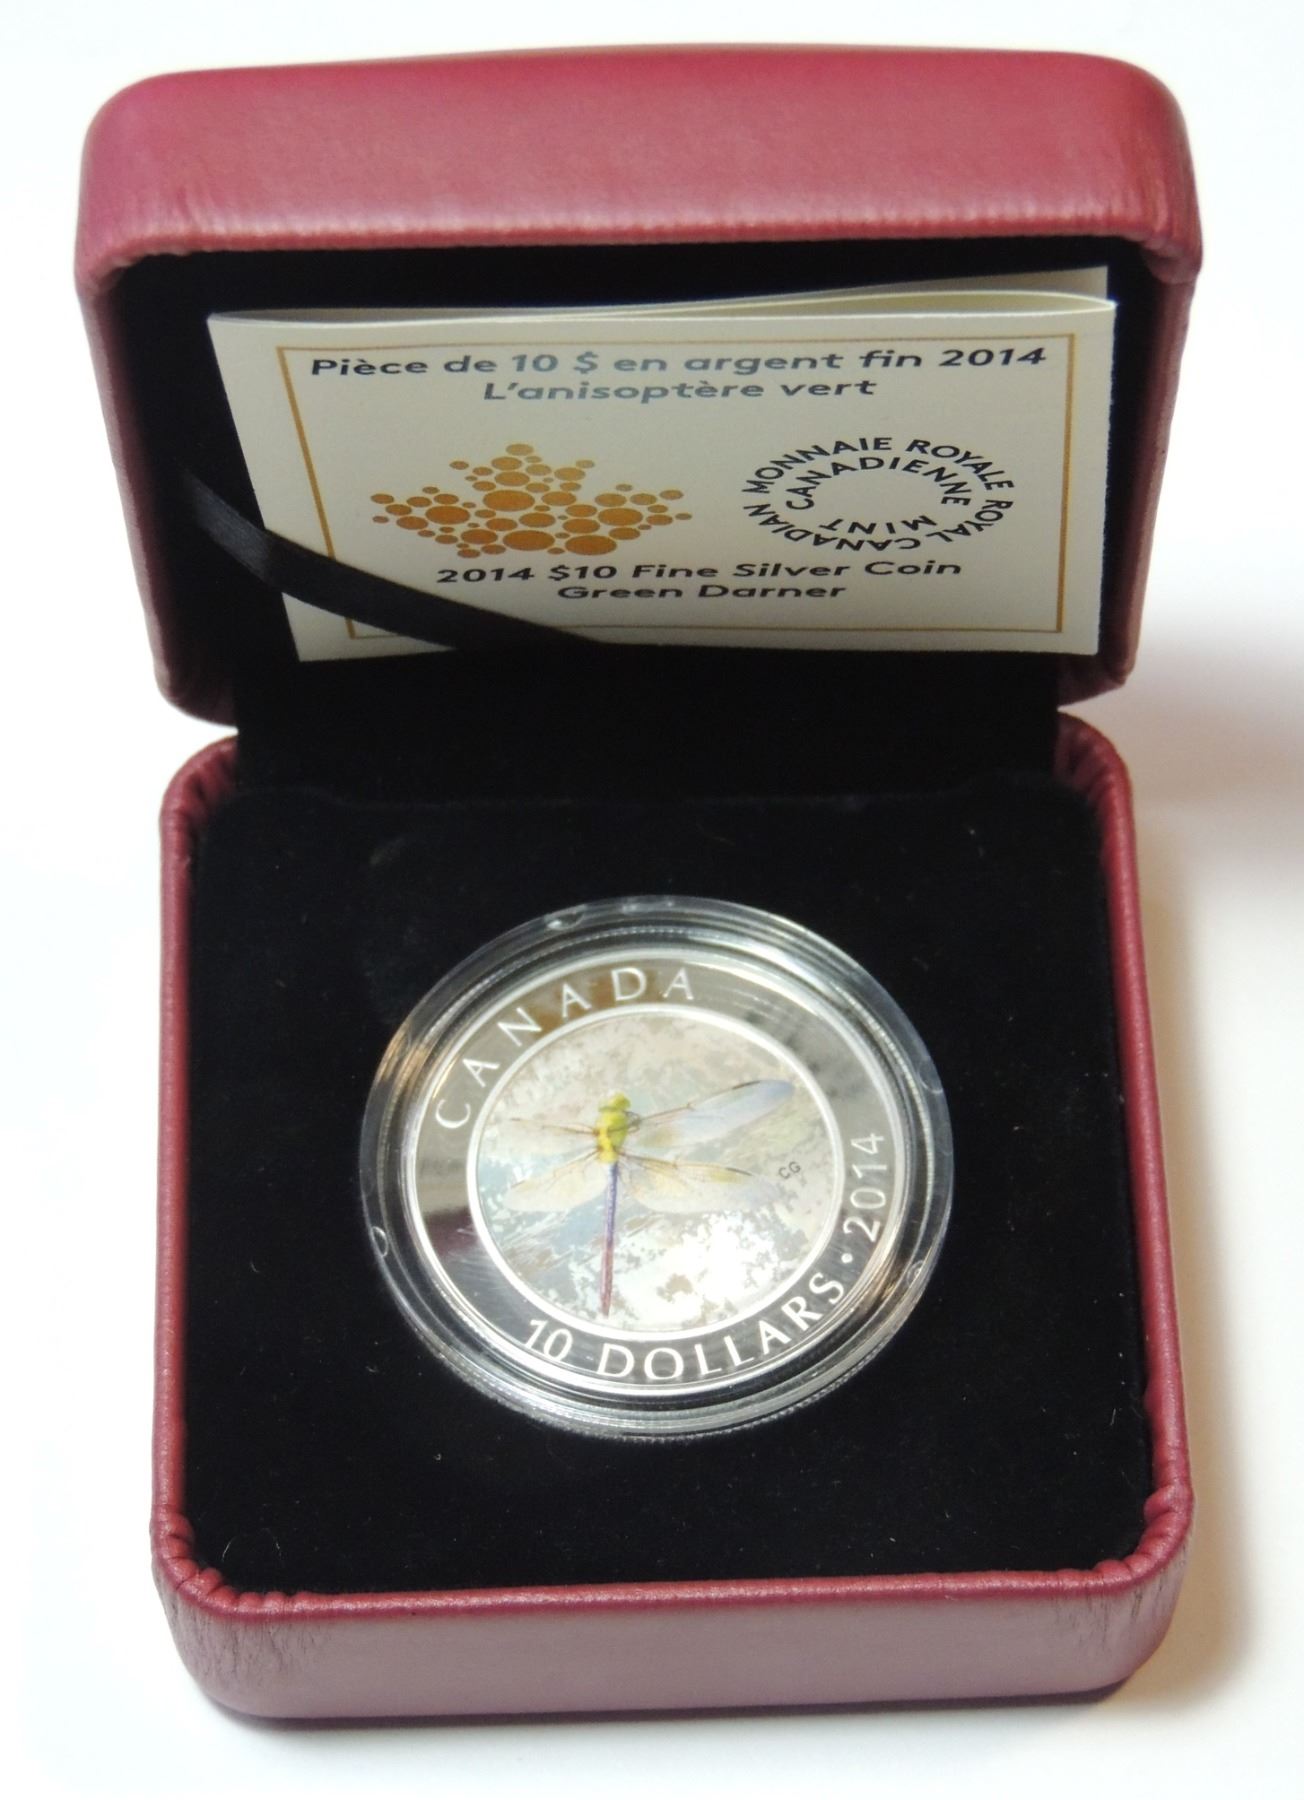 Pièce de 10 $ en argent fin 2014
L'anisoptère vert
MONNAIE ROYALE CANADIENNE
ROYAL CANADIAN MINT
2014 $10 Fine Silver Coin
Green Darner
CANADA
CG
10 DOLLARS • 2014